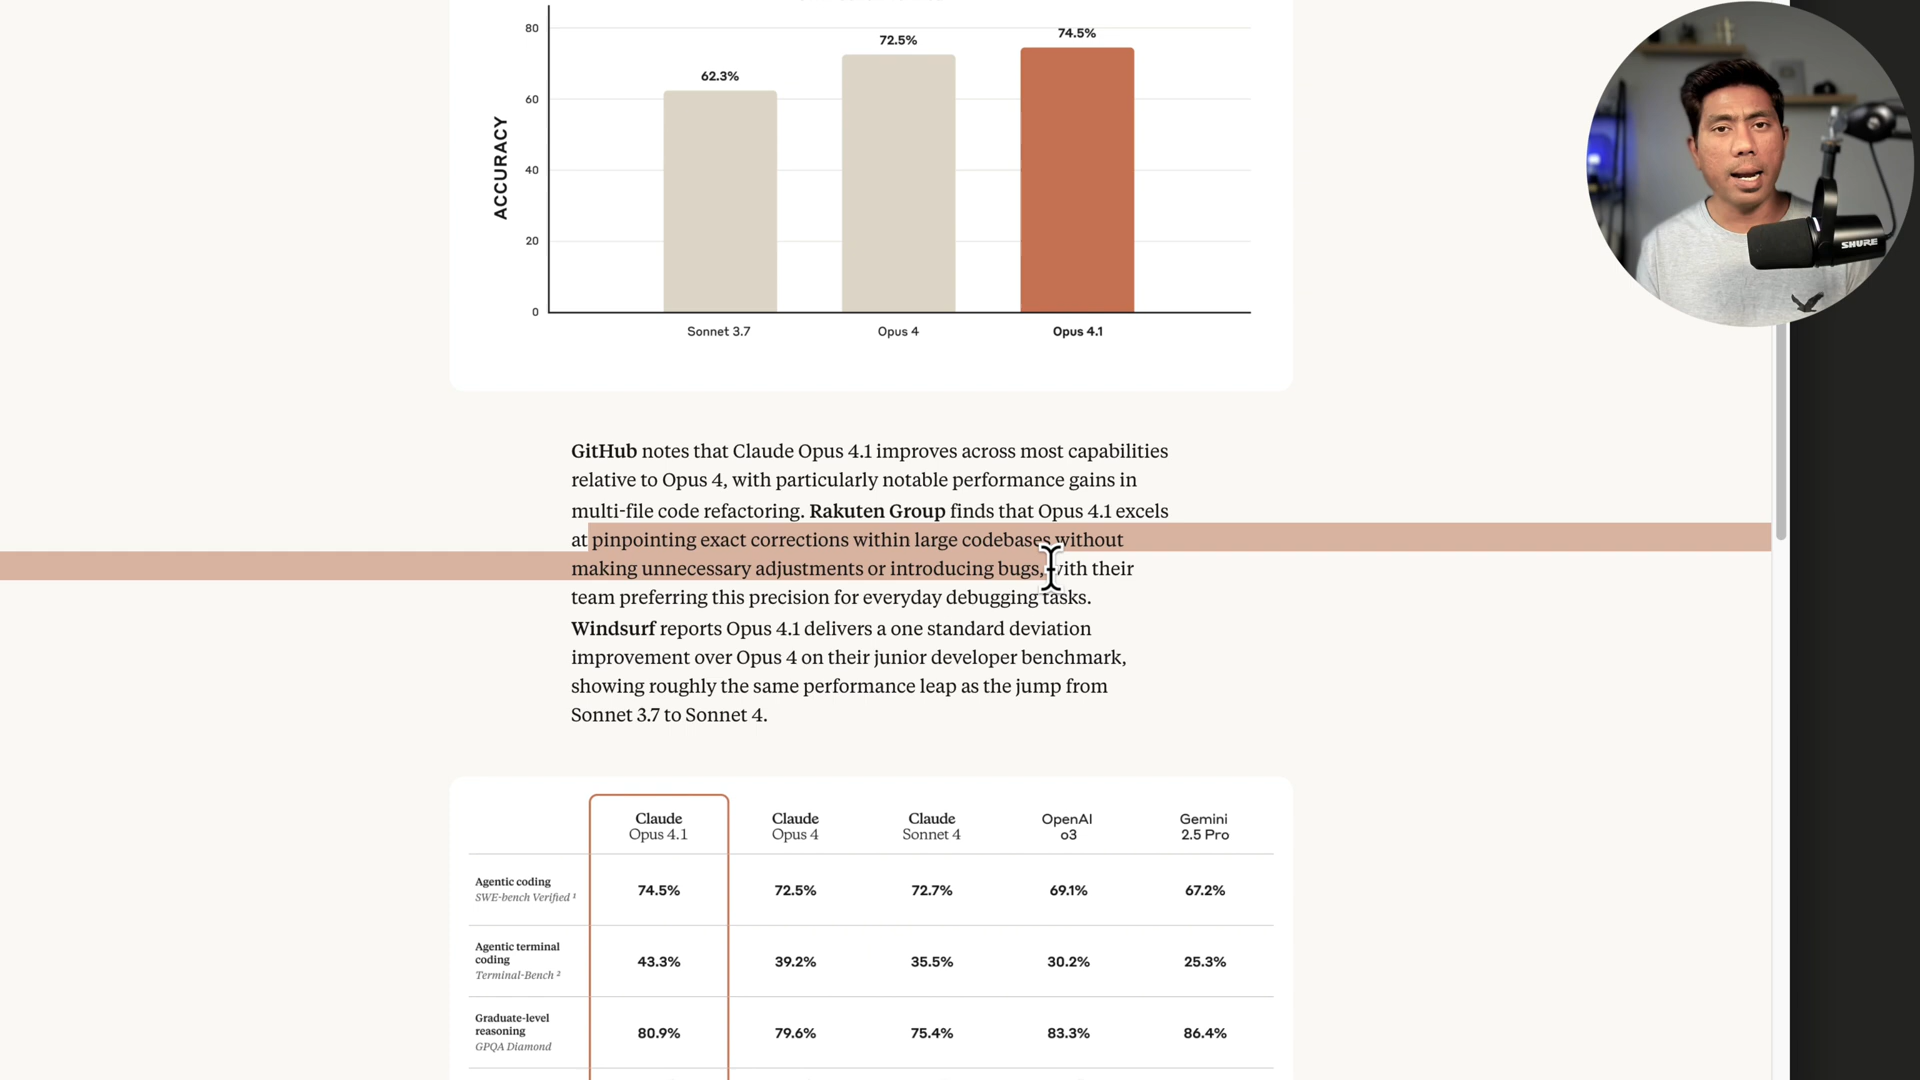 80
60
40
20
0
ACCURACY
62.3%
72.5%
74.5%
Sonnet 3.7
Opus 4
Opus 4.1
SHURE
GitHub notes that Claude Opus 4.1 improves across most capabilities
relative to Opus 4, with particularly notable performance gains in
multi-file code refactoring. Rakuten Group finds that Opus 4.1 excels
at pinpointing exact corrections within large codebases without
making unnecessary adjustments or introducing bugs, with their
team preferring this precision for everyday debugging tasks.
Windsurf reports Opus 4.1 delivers a one standard deviation
improvement over Opus 4 on their junior developer benchmark,
showing roughly the same performance leap as the jump from
Sonnet 3.7 to Sonnet 4.
Claude Opus 4.1
Claude Opus 4
Claude Sonnet 4
OpenAI o3
Gemini 2.5 Pro
Agentic coding
SWE-bench Verified ¹
74.5% 72.5% 72.7% 69.1% 67.2%
Agentic terminal
coding
Terminal-Bench ²
43.3% 39.2% 35.5% 30.2% 25.3%
Graduate-level
reasoning
GPQA Diamond
80.9% 79.6% 75.4% 83.3% 86.4%